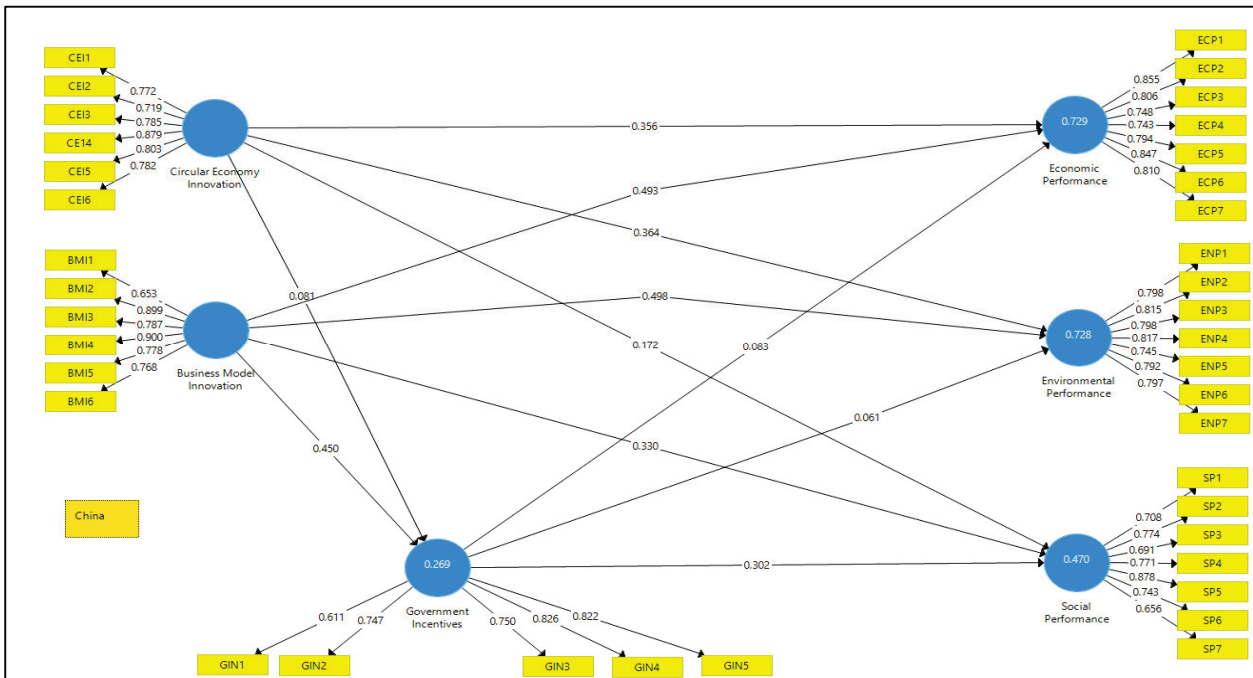 CEI1
CEI2
CEI3
CE14
CEI5
CEI6
0.772
0.719
0.785
0.879
0.803
0.782
Circular Economy
Innovation
BMI1
BMI2
BMI3
BMI4
BMI5
BMI6
0.653
0.899
0.787
0.900
0.778
0.768
Business Model
Innovation
China
0.356
0.493
0.364
0.081
0.498
0.172
0.083
0.061
0.330
0.450
0.302
0.269
Government
Incentives
0.611
0.747
0.750
0.826
0.822
GIN1
GIN2
GIN3
GIN4
GIN5
0.729
Economic
Performance
0.855
0.806
0.748
0.743
0.794
0.847
0.810
ECP1
ECP2
ECP3
ECP4
ECP5
ECP6
ECP7
0.728
Environmental
Performance
0.798
0.815
0.798
0.817
0.745
0.792
0.797
ENP1
ENP2
ENP3
ENP4
ENP5
ENP6
ENP7
0.470
Social
Performance
0.708
0.774
0.691
0.771
0.878
0.743
0.656
SP1
SP2
SP3
SP4
SP5
SP6
SP7